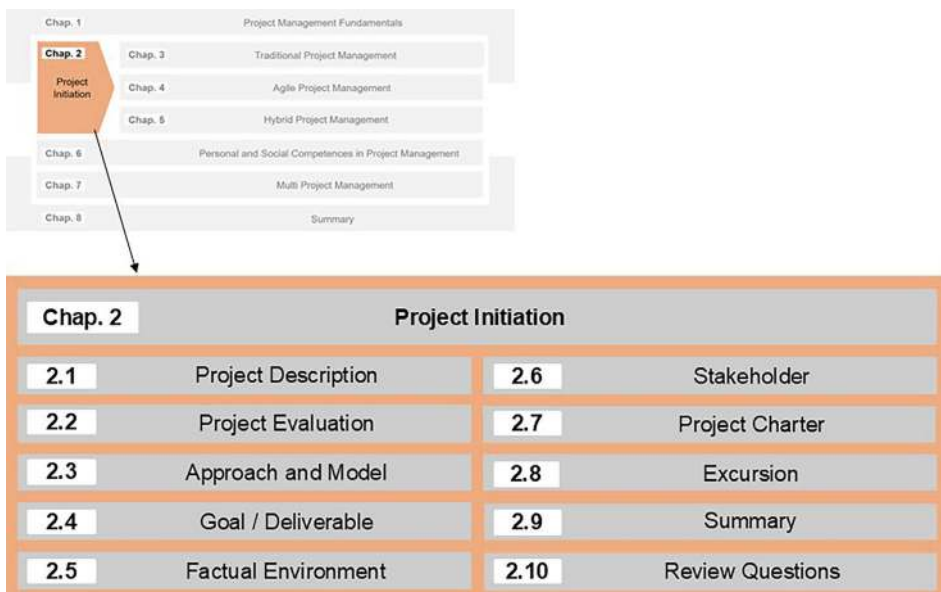 Chap. 1 Project Management Fundamentals
Chap. 2
Project
Initiation
Chap. 3 Traditional Project Management
Chap. 4 Agile Project Management
Chap. 5 Hybrid Project Management
Chap. 6 Personal and Social Competences in Project Management
Chap. 7 Multi Project Management
Chap. 8 Summary
Chap. 2 Project Initiation
2.1 Project Description
2.2 Project Evaluation
2.3 Approach and Model
2.4 Goal / Deliverable
2.5 Factual Environment
2.6 Stakeholder
2.7 Project Charter
2.8 Excursion
2.9 Summary
2.10 Review Questions